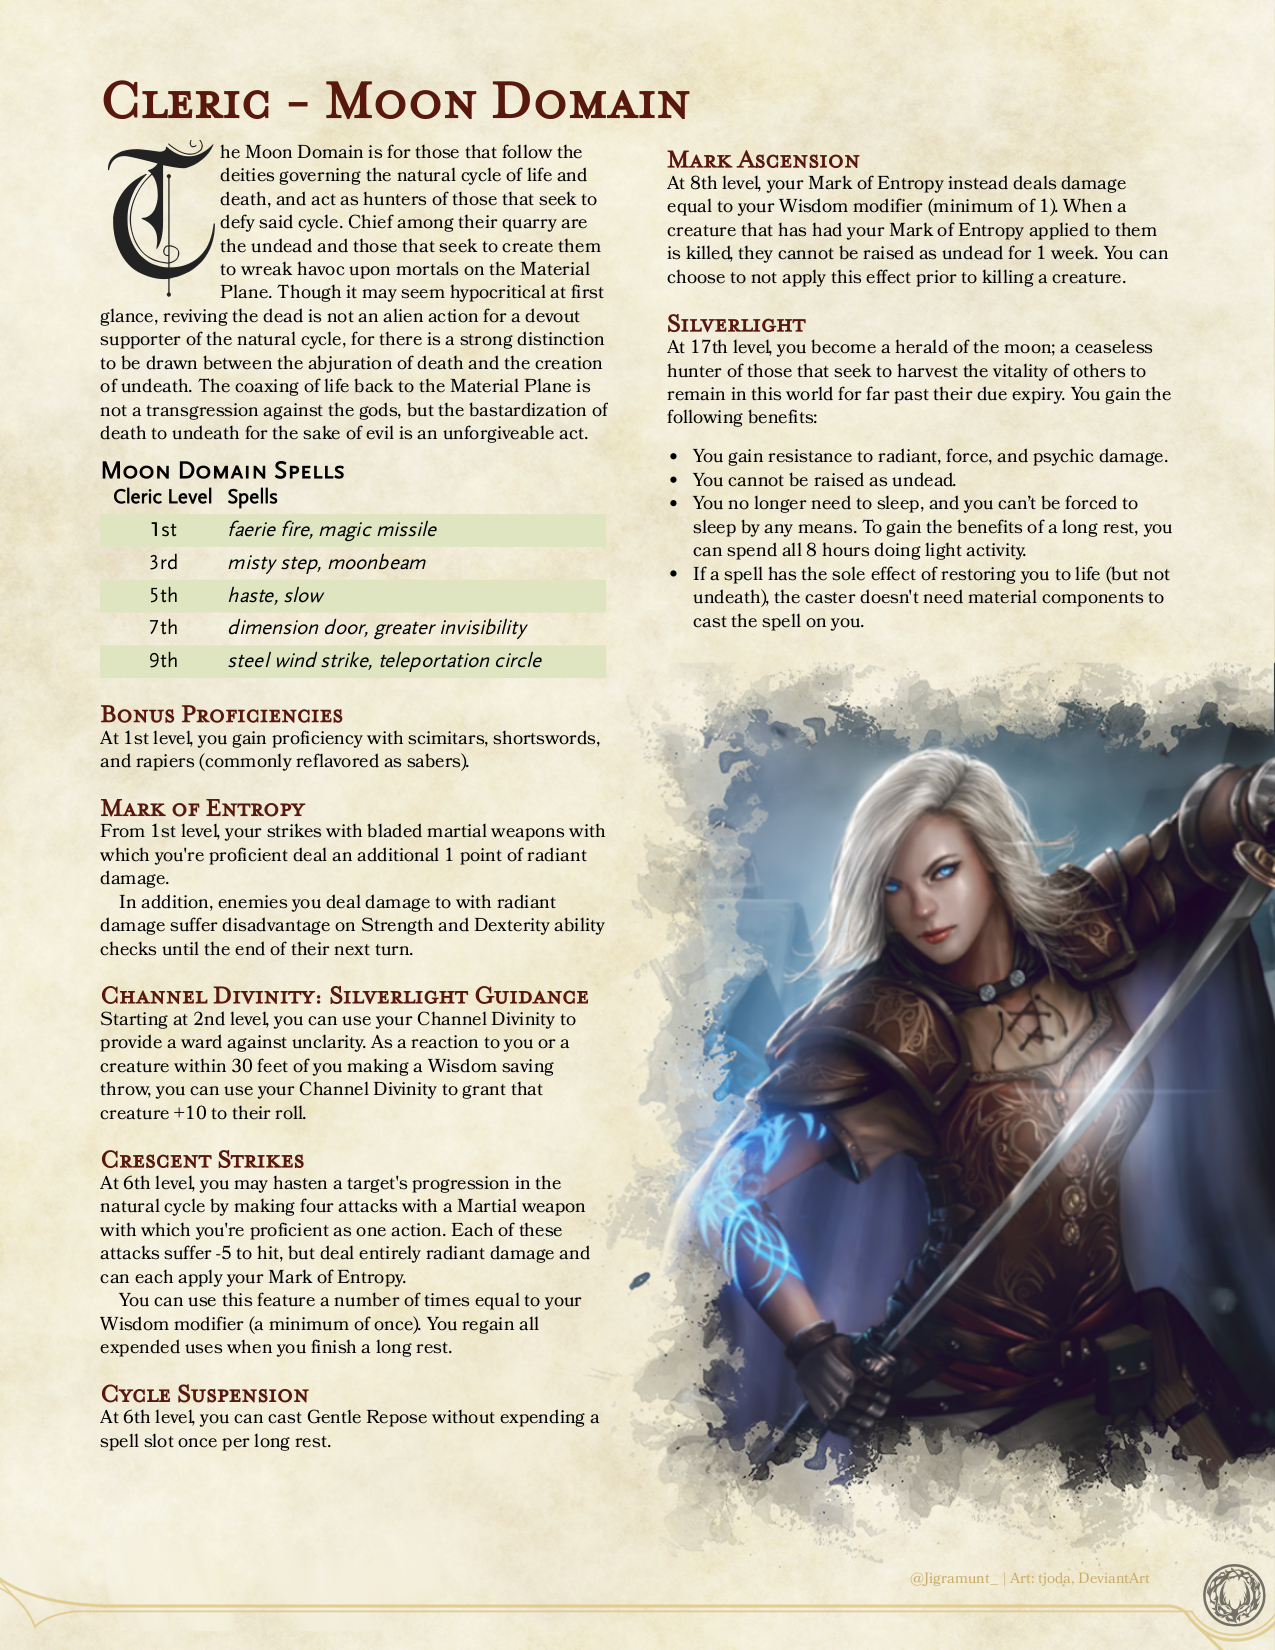 Cleric - Moon Domain
The Moon Domain is for those that follow the
deities governing the natural cycle of life and
death, and act as hunters of those that seek to
defy said cycle. Chief among their quarry are
the undead and those that seek to create them
to wreak havoc upon mortals on the Material
Plane. Though it may seem hypocritical at first
glance, reviving the dead is not an alien action for a devout
supporter of the natural cycle, for there is a strong distinction
to be drawn between the abjuration of death and the creation
of undeath. The coaxing of life back to the Material Plane is
not a transgression against the gods, but the bastardization of
death to undeath for the sake of evil is an unforgiveable act.
Moon Domain Spells
Cleric Level Spells
1st faerie fire, magic missile
3rd misty step, moonbeam
5th haste, slow
7th dimension door, greater invisibility
9th steel wind strike, teleportation circle
Bonus Proficiencies
At 1st level, you gain proficiency with scimitars, shortswords,
and rapiers (commonly reflavored as sabers).
Mark of Entropy
From 1st level, your strikes with bladed martial weapons with
which you're proficient deal an additional 1 point of radiant
damage.
In addition, enemies you deal damage to with radiant
damage suffer disadvantage on Strength and Dexterity ability
checks until the end of their next turn.
Channel Divinity: Silverlight Guidance
Starting at 2nd level, you can use your Channel Divinity to
provide a ward against unclarity. As a reaction to you or a
creature within 30 feet of you making a Wisdom saving
throw, you can use your Channel Divinity to grant that
creature +10 to their roll.
Crescent Strikes
At 6th level, you may hasten a target's progression in the
natural cycle by making four attacks with a Martial weapon
with which you're proficient as one action. Each of these
attacks suffer -5 to hit, but deal entirely radiant damage and
can each apply your Mark of Entropy.
You can use this feature a number of times equal to your
Wisdom modifier (a minimum of once). You regain all
expended uses when you finish a long rest.
Cycle Suspension
At 6th level, you can cast Gentle Repose without expending a
spell slot once per long rest.
Mark Ascension
At 8th level, your Mark of Entropy instead deals damage
equal to your Wisdom modifier (minimum of 1). When a
creature that has had your Mark of Entropy applied to them
is killed, they cannot be raised as undead for 1 week. You can
choose to not apply this effect prior to killing a creature.
Silverlight
At 17th level, you become a herald of the moon; a ceaseless
hunter of those that seek to harvest the vitality of others to
remain in this world for far past their due expiry. You gain the
following benefits:
• You gain resistance to radiant, force, and psychic damage.
• You cannot be raised as undead.
• You no longer need to sleep, and you can’t be forced to
sleep by any means. To gain the benefits of a long rest, you
can spend all 8 hours doing light activity.
• If a spell has the sole effect of restoring you to life (but not
undeath), the caster doesn't need material components to
cast the spell on you.
@Jigramunt_ | Art: tjoda, DeviantArt